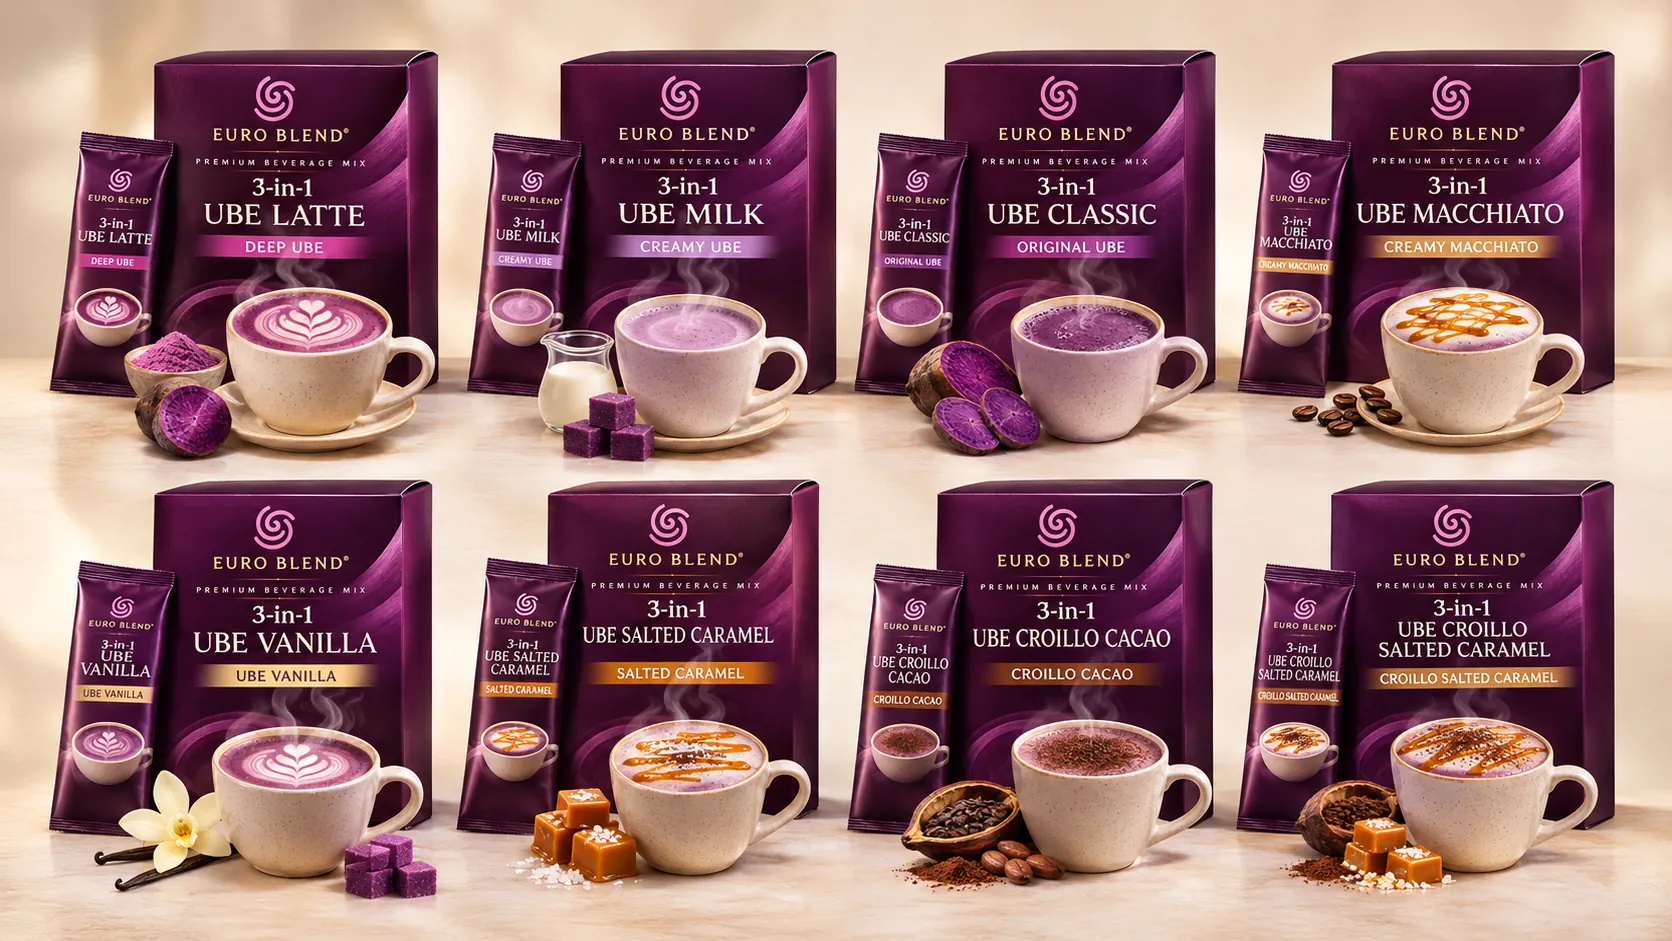 EURO BLEND®
PREMIUM BEVERAGE MIX
3-in-1
UBE LATTE
DEEP UBE
EURO BLEND®
3-in-1
UBE LATTE
DEEP UBE
EURO BLEND®
PREMIUM BEVERAGE MIX
3-in-1
UBE MILK
CREAMY UBE
EURO BLEND®
3-in-1
UBE MILK
CREAMY UBE
EURO BLEND®
PREMIUM BEVERAGE MIX
3-in-1
UBE CLASSIC
ORIGINAL UBE
EURO BLEND®
3-in-1
UBE CLASSIC
ORIGINAL UBE
EURO BLEND®
PREMIUM BEVERAGE MIX
3-in-1
UBE MACCHIATO
CREAMY MACCHIATO
EURO BLEND®
3-in-1
UBE
MACCHIATO
CREAMY MACCHIATO
EURO BLEND®
PREMIUM BEVERAGE MIX
3-in-1
UBE VANILLA
UBE VANILLA
EURO BLEND®
3-in-1
UBE
VANILLA
UBE VANILLA
EURO BLEND®
PREMIUM BEVERAGE MIX
3-in-1
UBE SALTED CARAMEL
SALTED CARAMEL
EURO BLEND®
3-in-1
UBE SALTED
CARAMEL
SALTED CARAMEL
EURO BLEND®
PREMIUM BEVERAGE MIX
3-in-1
UBE CROILLO CACAO
CROILLO CACAO
EURO BLEND®
3-in-1
UBE CROILLO
CACAO
CROILLO CACAO
EURO BLEND®
PREMIUM BEVERAGE MIX
3-in-1
UBE CROILLO
SALTED CARAMEL
CROILLO SALTED CARAMEL
EURO BLEND®
3-in-1
UBE CROILLO
SALTED CARAMEL
CROILLO SALTED CARAMEL